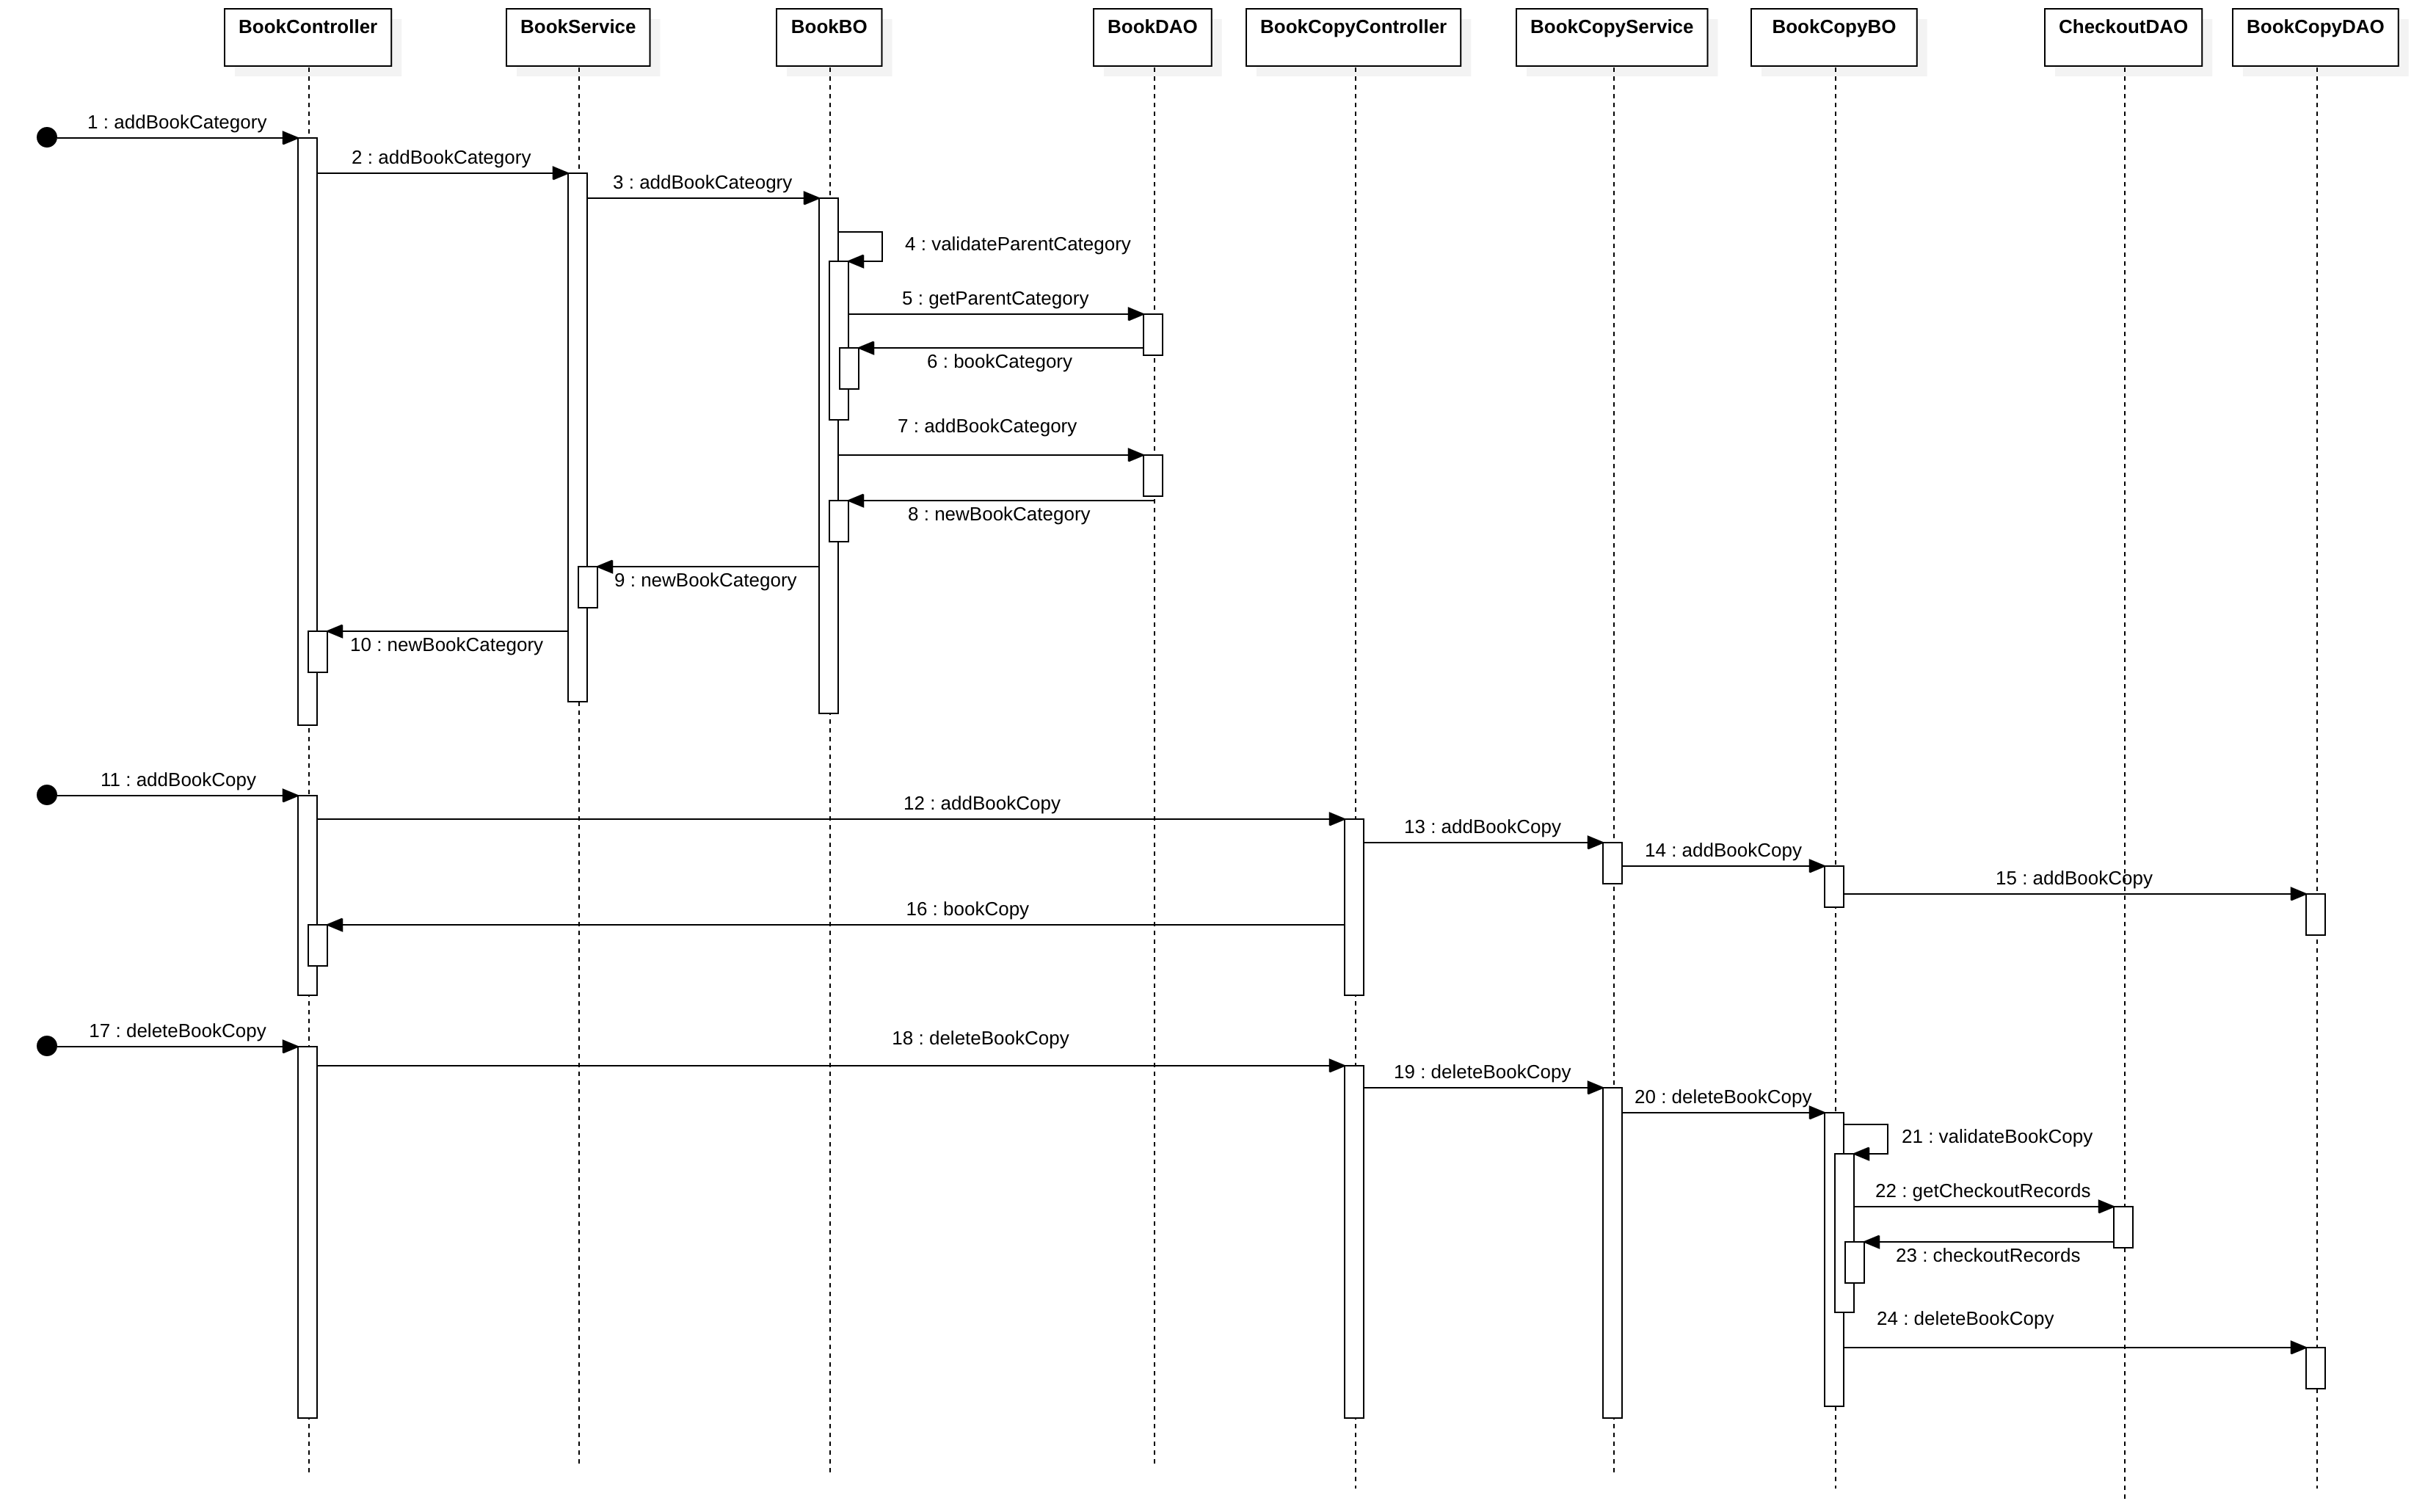 BookController
BookService
BookBO
BookDAO
BookCopyController
BookCopyService
BookCopyBO
CheckoutDAO
BookCopyDAO
1 : addBookCategory
2 : addBookCategory
3 : addBookCateogry
4 : validateParentCategory
5 : getParentCategory
6 : bookCategory
7 : addBookCategory
8 : newBookCategory
9 : newBookCategory
10 : newBookCategory
11 : addBookCopy
12 : addBookCopy
13 : addBookCopy
14 : addBookCopy
15 : addBookCopy
16 : bookCopy
17 : deleteBookCopy
18 : deleteBookCopy
19 : deleteBookCopy
20 : deleteBookCopy
21 : validateBookCopy
22 : getCheckoutRecords
23 : checkoutRecords
24 : deleteBookCopy